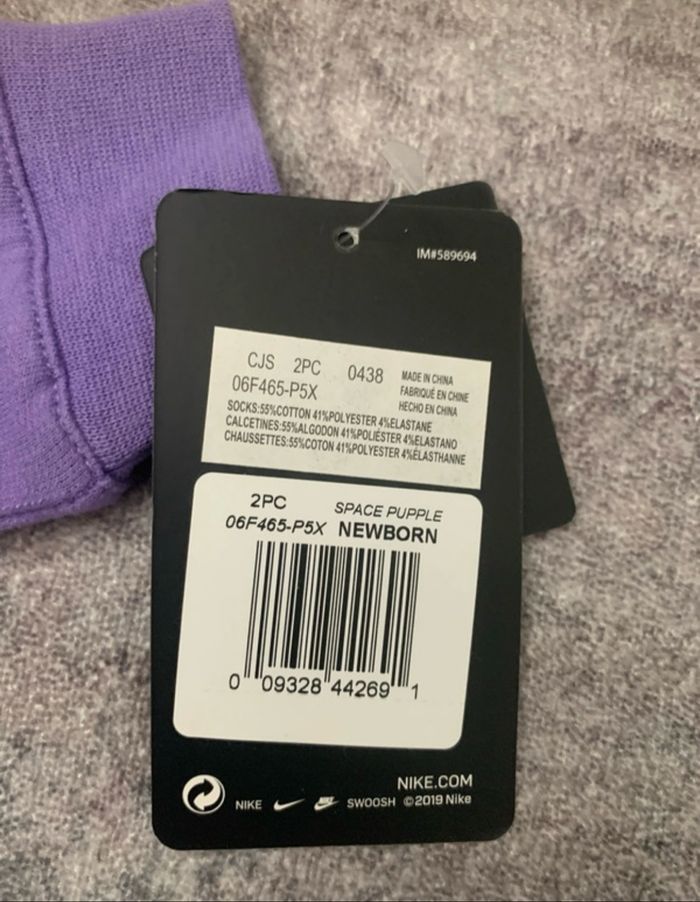 IM#589694
CJS 2PC 0438 MADE IN CHINA
06F465-P5X FABRIQUÉ EN CHINE
HECHO EN CHINA
SOCKS:55%COTTON 41%POLYESTER 4%ELASTANE
CALCETINES:55%ALGODON 41%POLIÉSTER 4%ELASTANO
CHAUSSETTES:55%COTON 41%POLYESTER 4%ÉLASTHANNE
2PC SPACE PUPPLE
06F465-P5X NEWBORN
0 09328 44269 1
NIKE.COM
NIKE NIKE SWOOSH ©2019 Nike